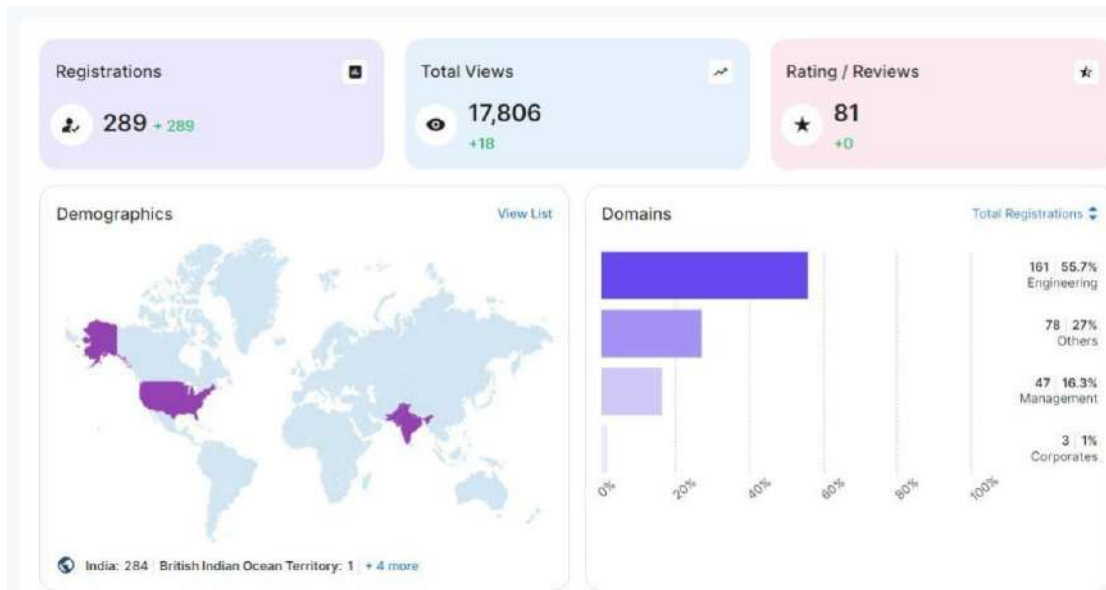 Registrations
289 + 289
Total Views
17,806
+18
Rating / Reviews
81
+0
Demographics
View List
India: 284 British Indian Ocean Territory: 1 + 4 more
Domains
Total Registrations
161 55.7%
Engineering
78 27%
Others
47 16.3%
Management
3 1%
Corporates
0% 20% 40% 60% 80% 100%